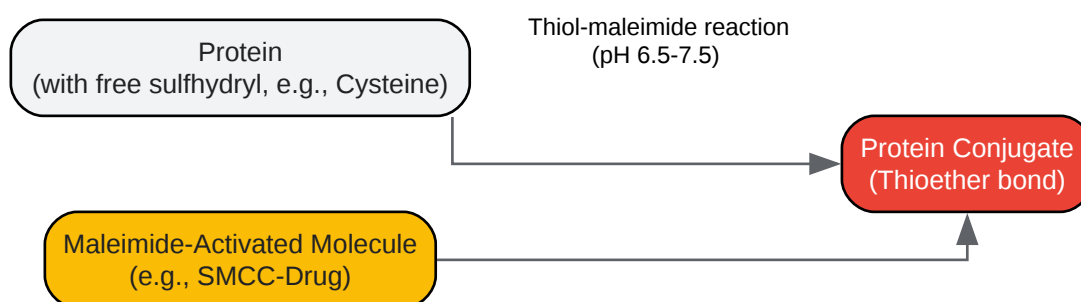 Thiol-maleimide reaction
(pH 6.5-7.5)
Protein
(with free sulfhydryl, e.g., Cysteine)
Protein Conjugate
(Thioether bond)
Maleimide-Activated Molecule
(e.g., SMCC-Drug)